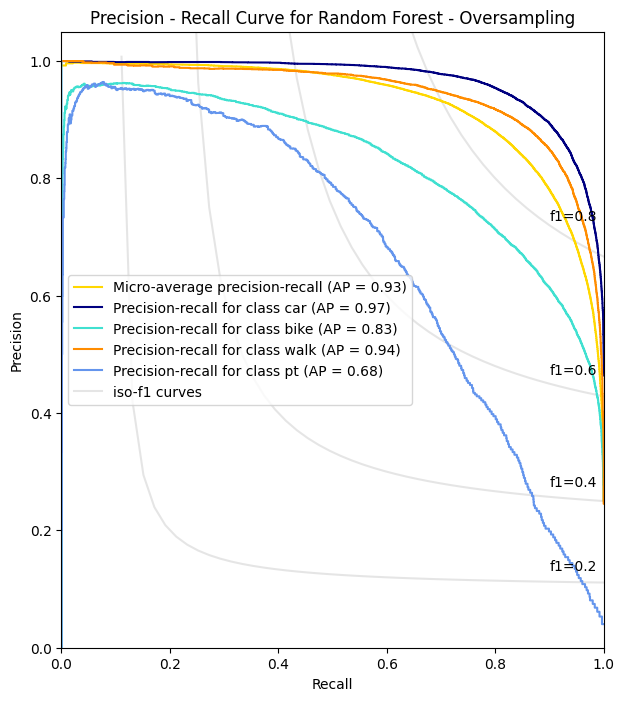 Precision - Recall Curve for Random Forest - Oversampling
1.0
0.8
0.6
0.4
0.2
0.0
Precision
f1=0.8
f1=0.6
f1=0.4
f1=0.2
Micro-average precision-recall (AP = 0.93)
Precision-recall for class car (AP = 0.97)
Precision-recall for class bike (AP = 0.83)
Precision-recall for class walk (AP = 0.94)
Precision-recall for class pt (AP = 0.68)
iso-f1 curves
0.0 0.2 0.4 0.6 0.8 1.0
Recall